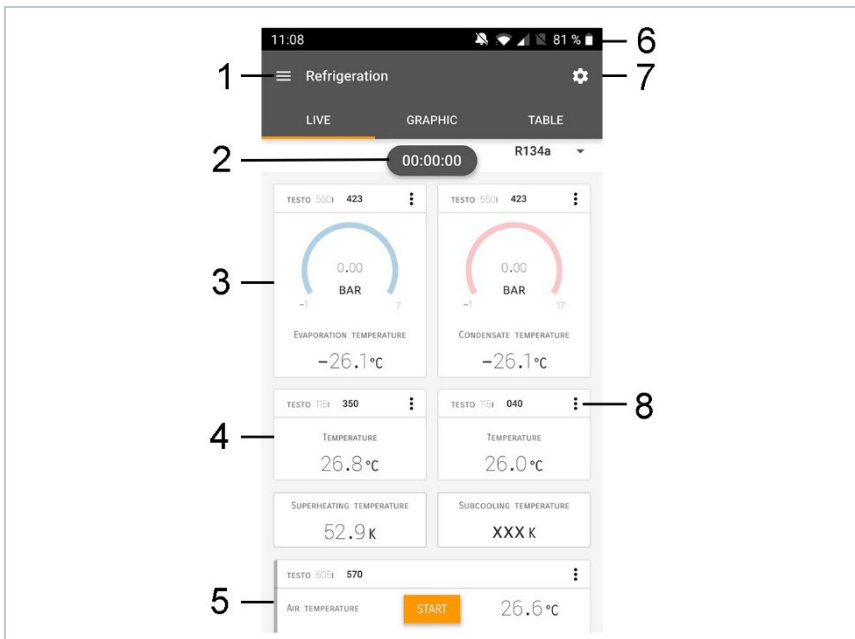 11:08 81 % 6
1 Refrigeration 7
LIVE GRAPHIC TABLE
2 00:00:00 R134a
TESTO 550I 423 TESTO 550I 423
3 0.00 0.00
BAR BAR
-1 7 -1 17
EVAPORATION TEMPERATURE CONDENSATE TEMPERATURE
-26.1°C -26.1°C
TESTO 115I 350 TESTO 115I 040 8
4 TEMPERATURE TEMPERATURE
26.8°C 26.0°C
SUPERHEATING TEMPERATURE SUBCOOLING TEMPERATURE
52.9 K XXX K
TESTO 605I 570
5 AIR TEMPERATURE START 26.6°C